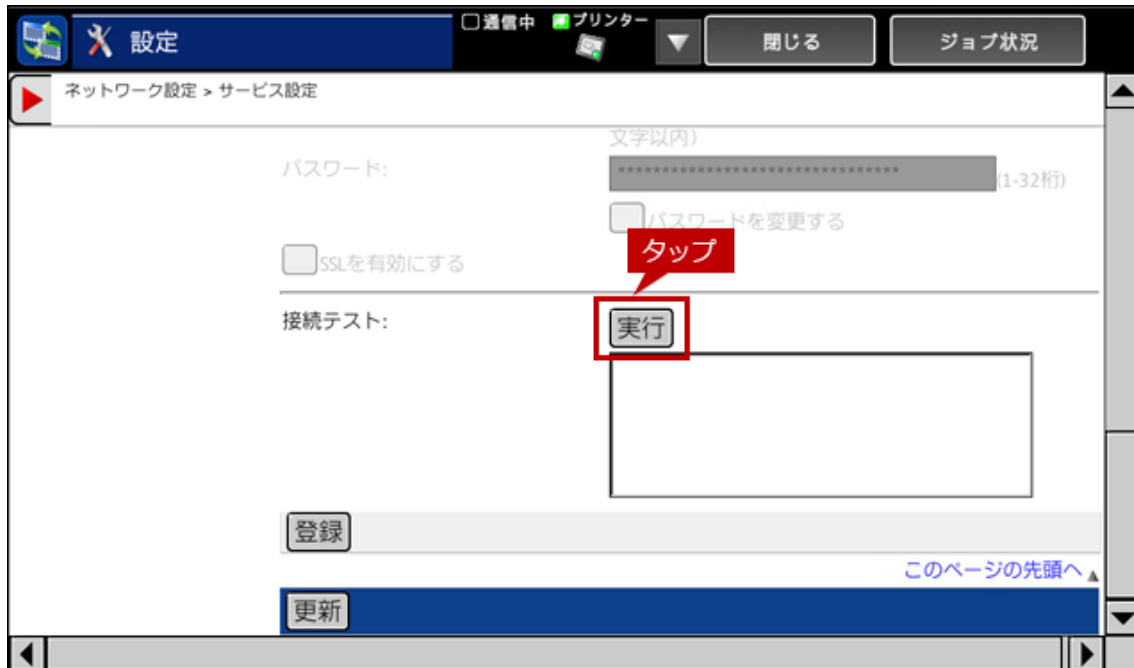 設定
□通信中
プリンター
閉じる
ジョブ状況
ネットワーク設定 > サービス設定
文字以内)
パスワード:
********************************
(1-32桁)
パスワードを変更する
SSLを有効にする
タップ
接続テスト:
実行
登録
このページの先頭へ▲
更新